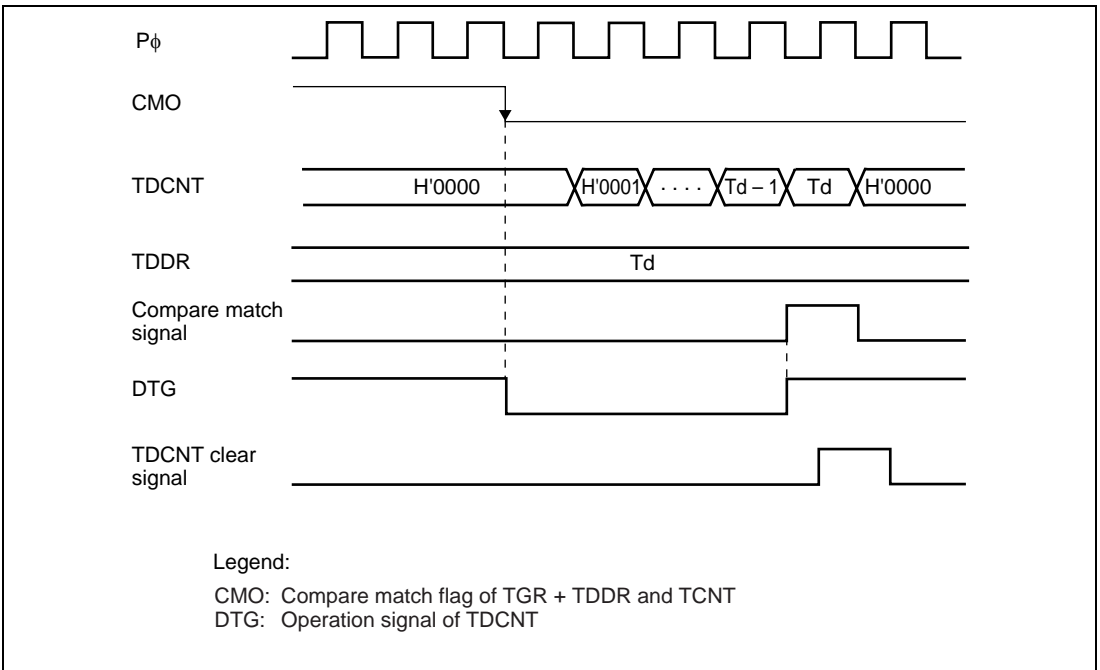 Pϕ
CMO
TDCNT H'0000 H'0001 · · · · Td – 1 Td H'0000
TDDR Td
Compare match
signal
DTG
TDCNT clear
signal
Legend:
CMO: Compare match flag of TGR + TDDR and TCNT
DTG: Operation signal of TDCNT